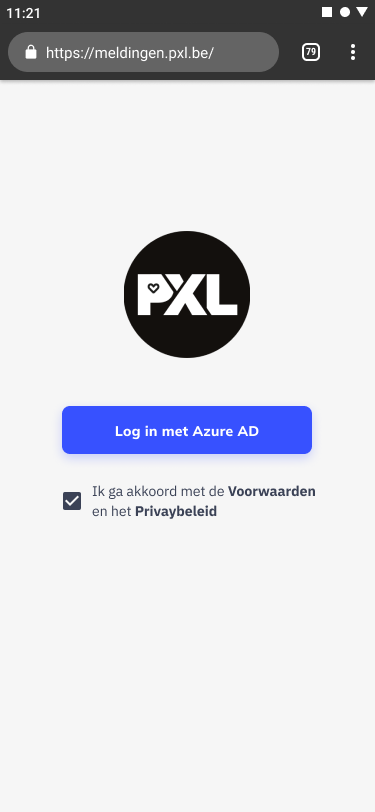 11:21
https://meldingen.pxl.be/
79
PXL
Log in met Azure AD
Ik ga akkoord met de Voorwaarden
en het Privaybeleid